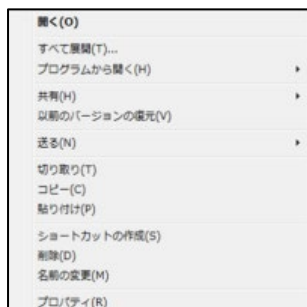 開く(O)
すべて展開(T)...
プログラムから開く(H)
共有(H)
以前のバージョンの復元(V)
送る(N)
切り取り(T)
コピー(C)
貼り付け(P)
ショートカットの作成(S)
削除(D)
名前の変更(M)
プロパティ(R)